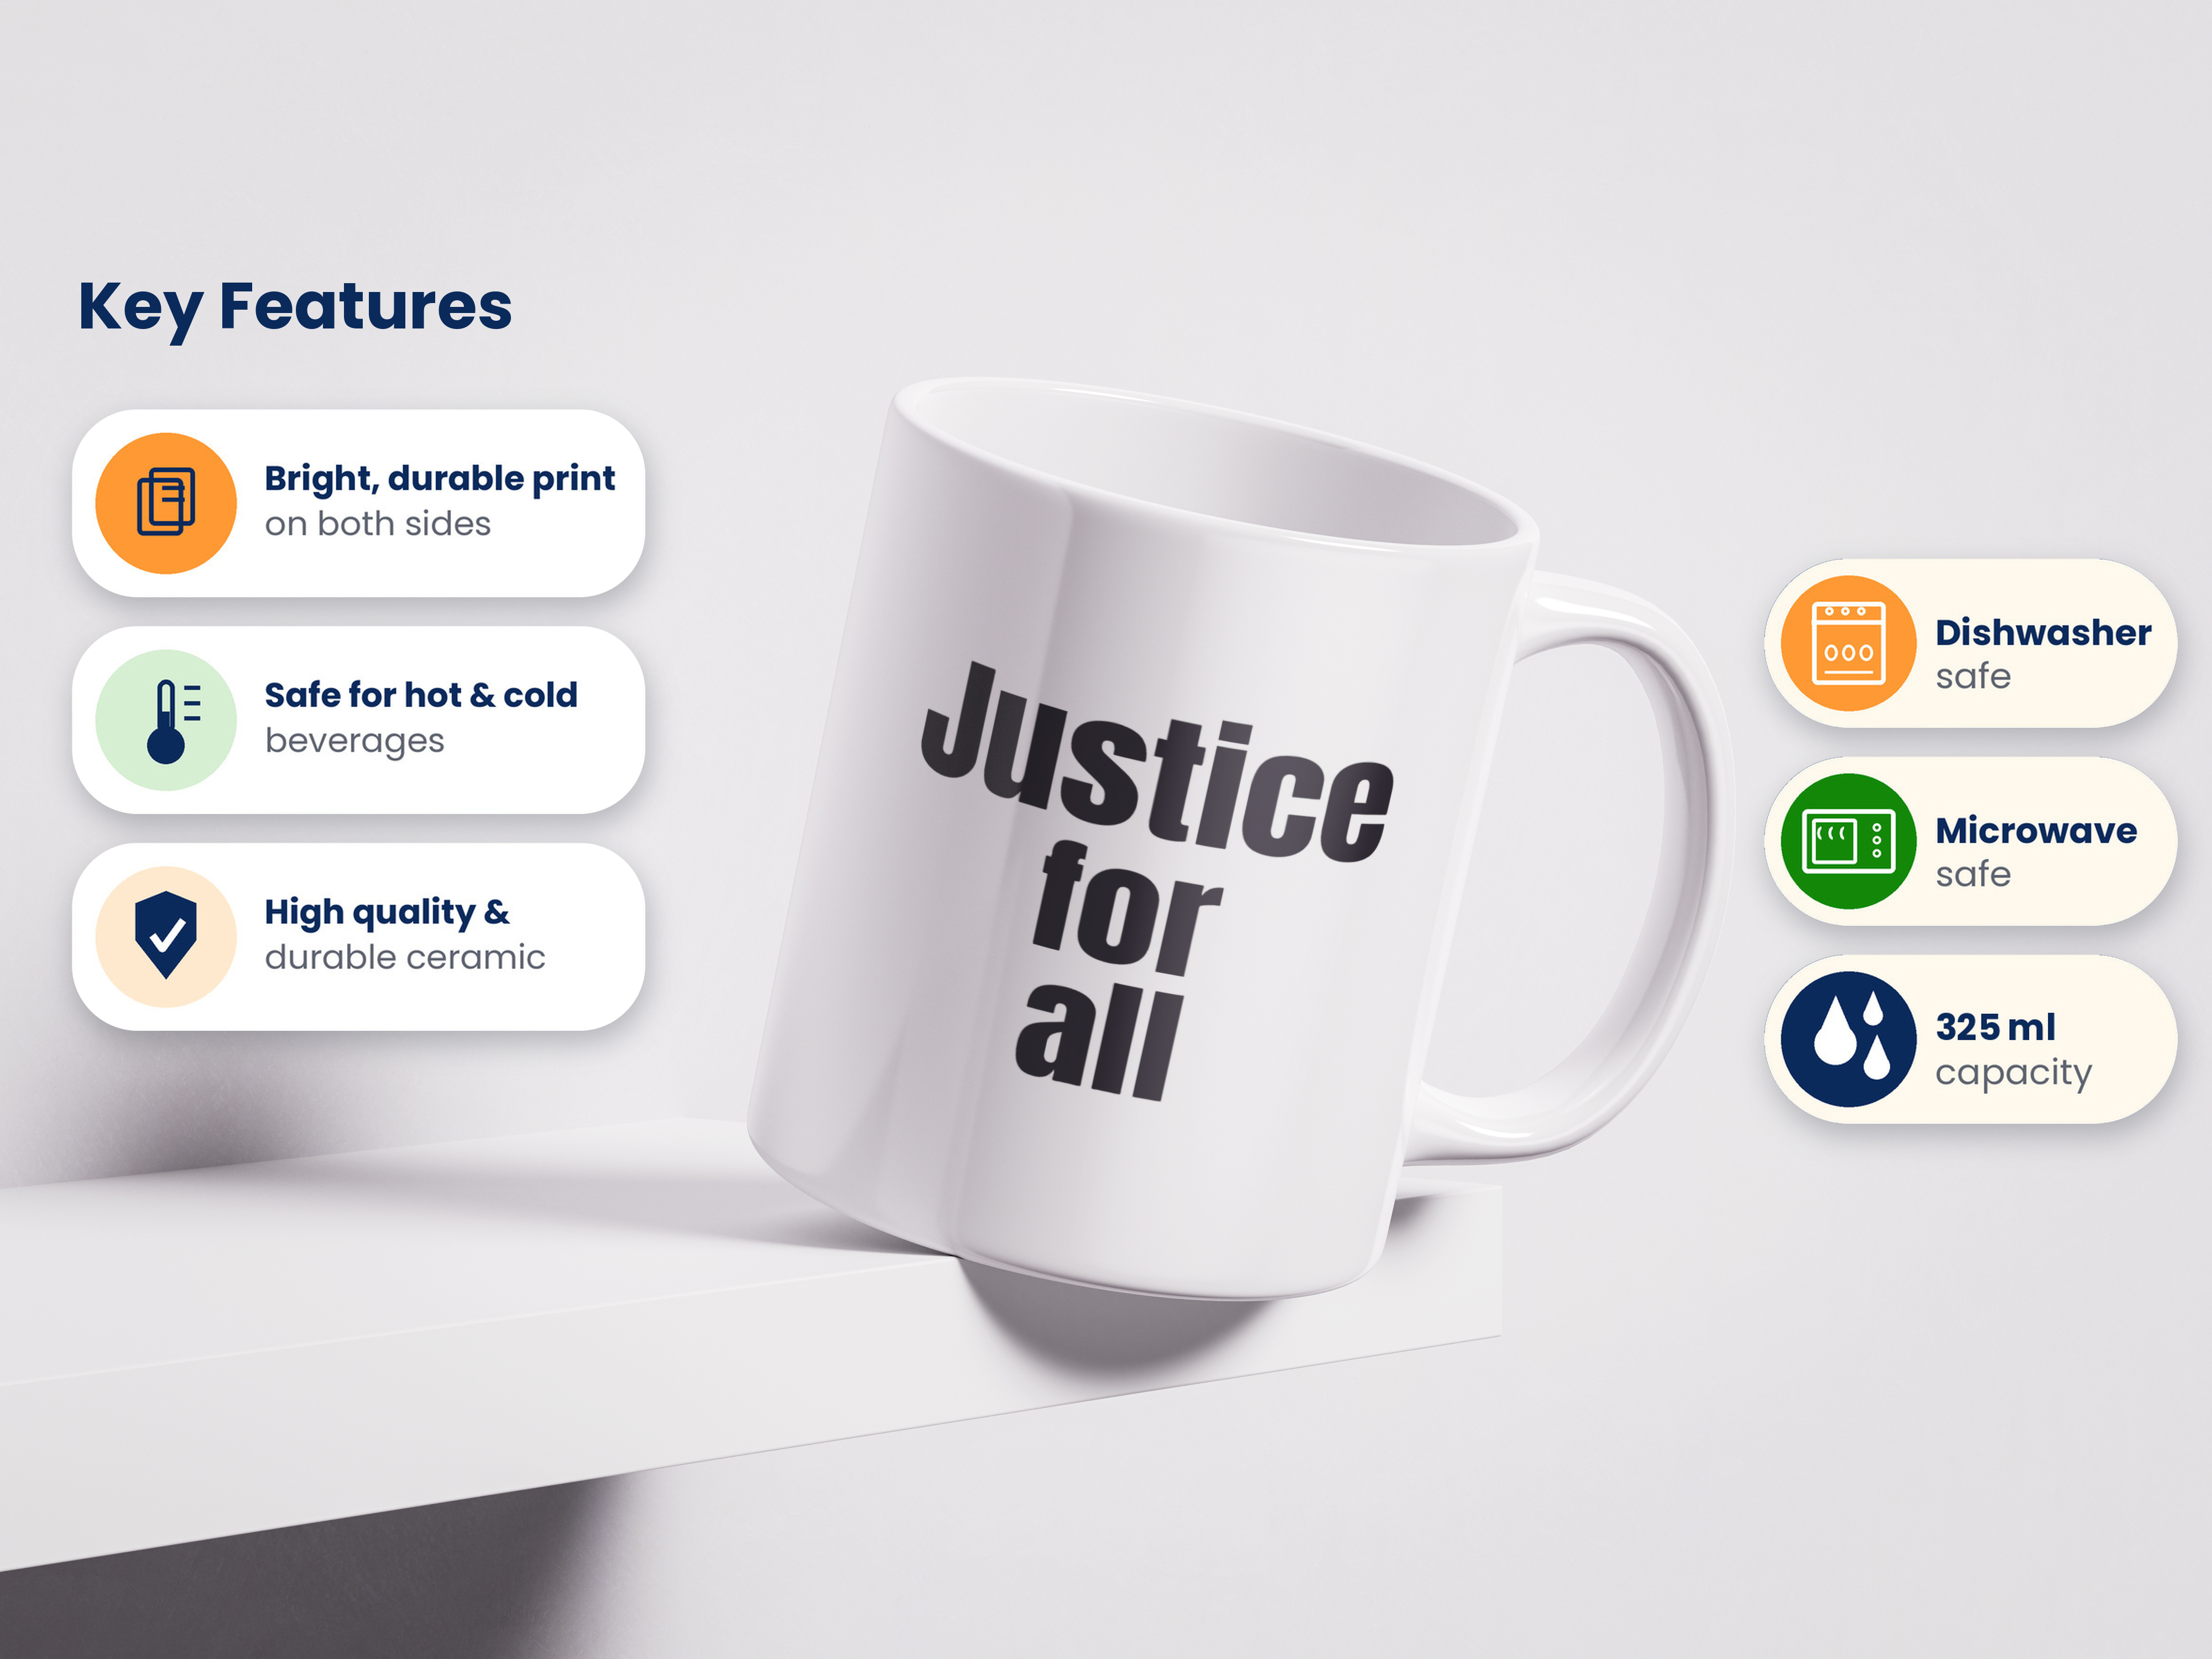 Key Features
Bright, durable print
on both sides
Safe for hot & cold
beverages
High quality &
durable ceramic
Justice
for
all
Dishwasher
safe
Microwave
safe
325 ml
capacity